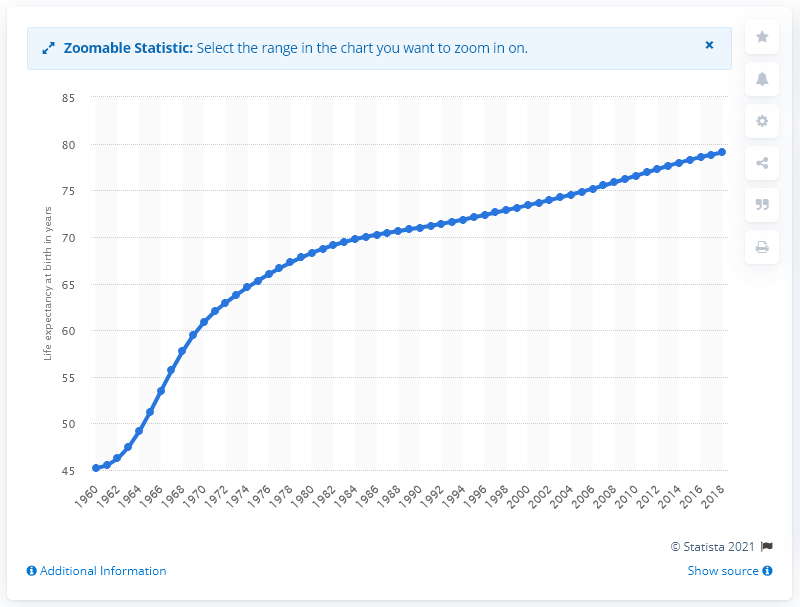 Zoomable Statistic: Select the range in the chart you want to zoom in on.
Life expectancy at birth in years
85
80
75
70
65
60
55
50
45
1960 1962 1964 1966 1968 1970 1972 1974 1976 1978 1980 1982 1984 1986 1988 1990 1992 1994 1996 1998 2000 2002 2004 2006 2008 2010 2012 2014 2016 2018
© Statista 2021
Additional Information
Show source